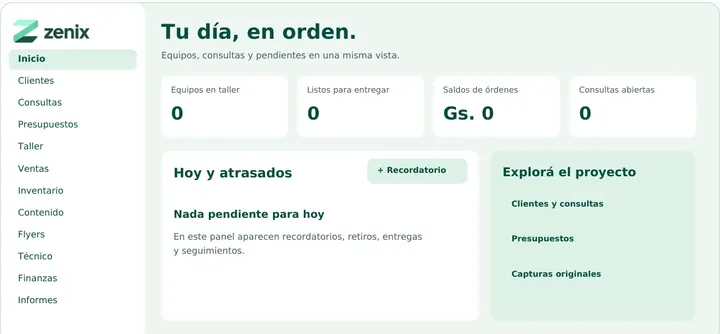 zenix
Inicio
Clientes
Consultas
Presupuestos
Taller
Ventas
Inventario
Contenido
Flyers
Técnico
Finanzas
Informes
Tu día, en orden.
Equipos, consultas y pendientes en una misma vista.
Equipos en taller
0
Listos para entregar
0
Saldos de órdenes
Gs. 0
Consultas abiertas
0
Hoy y atrasados
+ Recordatorio
Nada pendiente para hoy
En este panel aparecen recordatorios, retiros, entregas
y seguimientos.
Explorá el proyecto
Clientes y consultas
Presupuestos
Capturas originales